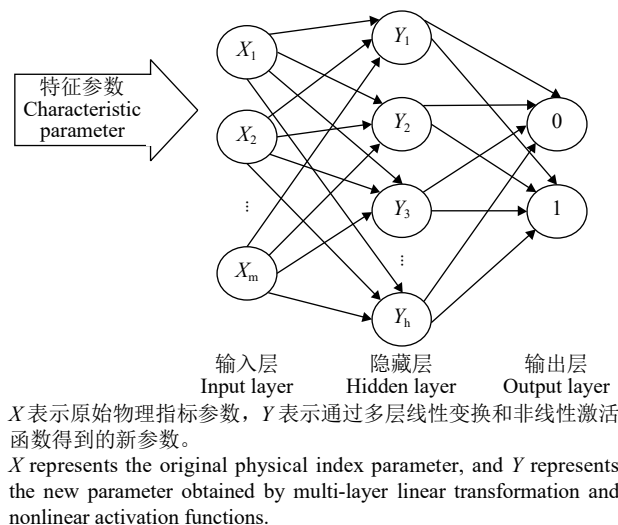 特征参数
Characteristic
parameter
X1
X2
...
Xm
Y1
Y2
Y3
...
Yh
0
1
输入层
Input layer
隐藏层
Hidden layer
输出层
Output layer
X 表示原始物理指标参数，Y 表示通过多层线性变换和非线性激活
函数得到的新参数。
X represents the original physical index parameter, and Y represents
the new parameter obtained by multi-layer linear transformation and
nonlinear activation functions.